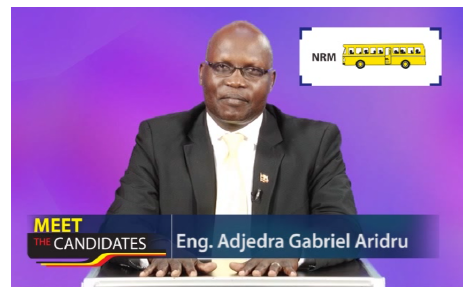 NRM
MEET
THE CANDIDATES
Eng. Adjedra Gabriel Aridru